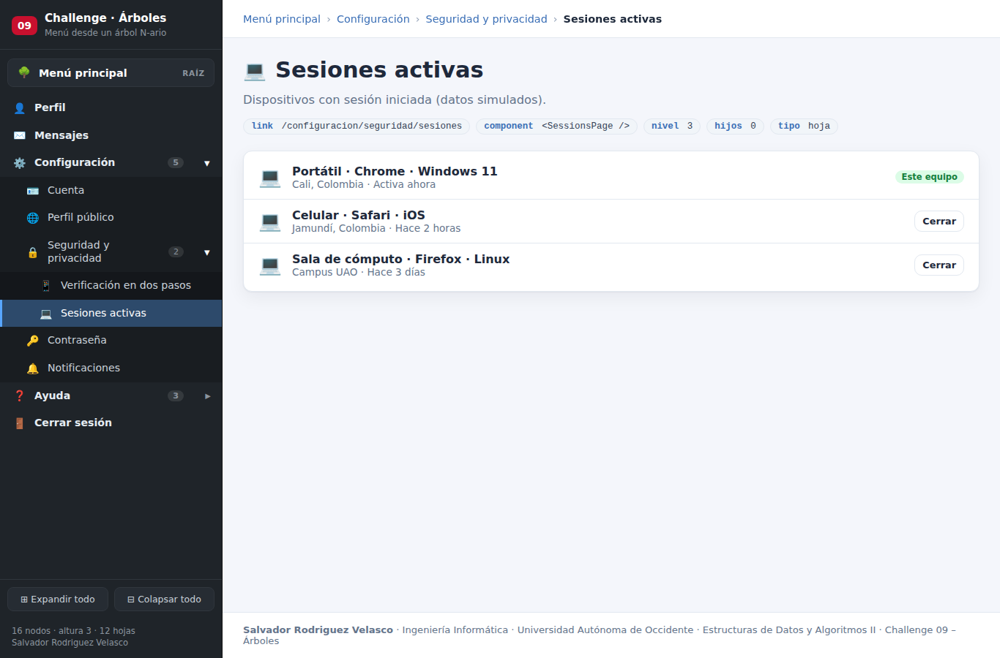 09
Challenge · Árboles
Menú desde un árbol N-ario
Menú principal
RAÍZ
Perfil
Mensajes
Configuración 5 ▼
Cuenta
Perfil público
Seguridad y
privacidad
2 ▼
Verificación en dos pasos
Sesiones activas
Contraseña
Notificaciones
Ayuda 3 ▶
Cerrar sesión
⊞ Expandir todo
⊟ Colapsar todo
16 nodos · altura 3 · 12 hojas
Salvador Rodriguez Velasco
Menú principal › Configuración › Seguridad y privacidad › Sesiones activas
Sesiones activas
Dispositivos con sesión iniciada (datos simulados).
link /configuracion/seguridad/sesiones
component <SessionsPage />
nivel 3
hijos 0
tipo hoja
Portátil · Chrome · Windows 11
Cali, Colombia · Activa ahora
Este equipo
Celular · Safari · iOS
Jamundí, Colombia · Hace 2 horas
Cerrar
Sala de cómputo · Firefox · Linux
Campus UAO · Hace 3 días
Cerrar
Salvador Rodriguez Velasco · Ingeniería Informática · Universidad Autónoma de Occidente · Estructuras de Datos y Algoritmos II · Challenge 09 –
Árboles